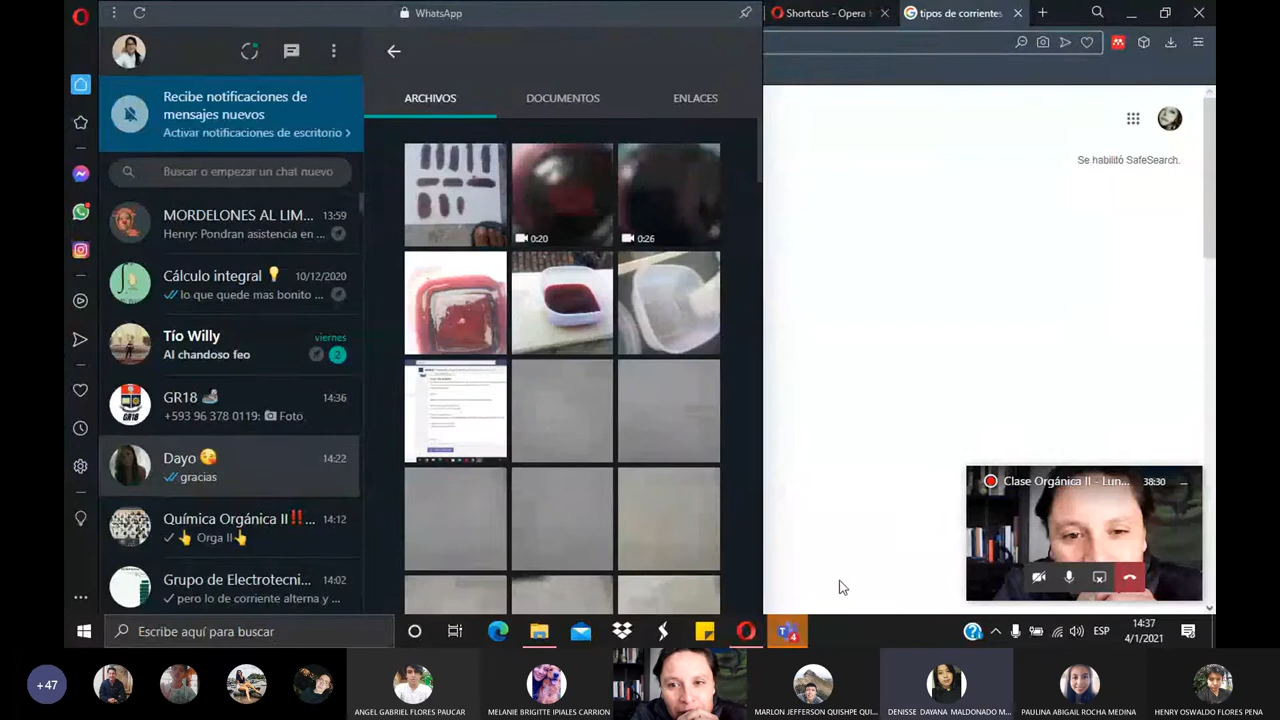 WhatsApp
Shortcuts - Opera
tipos de corrientes
ARCHIVOS
DOCUMENTOS
ENLACES
Recibe notificaciones de
mensajes nuevos
Activar notificaciones de escritorio >
Buscar o empezar un chat nuevo
Se habilitó SafeSearch.
MORDELONES AL LIM... 13:59
Henry: Pondran asistencia en ...
0:20
0:26
Cálculo integral 10/12/2020
lo que quede mas bonito ...
Tío Willy viernes
Al chandoso feo 2
GR18 14:36
+593 96 378 0119: Foto
GR18
Dayo 14:22
gracias
Clase Orgánica II - Lun... 38:30
Química Orgánica II‼️... 14:12
👆 Orga II👆
Grupo de Electrotecni... 14:02
pero lo de corriente alterna y ...
Escribe aquí para buscar
4
ESP
14:37
4/1/2021
+47
ANGEL GABRIEL FLORES PAUCAR
MELANIE BRIGITTE IPIALES CARRION
MARLON JEFFERSON QUISHPE QUI...
DENISSE DAYANA MALDONADO M...
PAULINA ABIGAIL ROCHA MEDINA
HENRY OSWALDO FLORES PENA